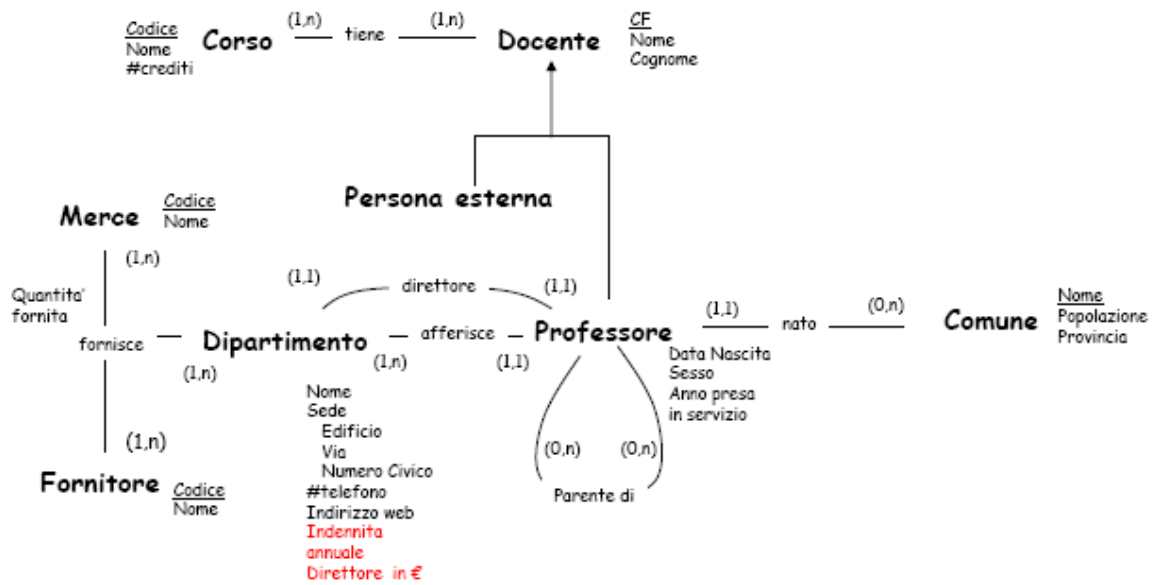 Codice
Nome
#crediti
Corso
(1,n)
tiene
(1,n)
Docente
CF
Nome
Cognome
Persona esterna
Merce
Codice
Nome
(1,n)
Quantita'
fornita
fornisce
(1,n)
(1,n)
Fornitore
Codice
Nome
(1,1)
direttore
(1,1)
Dipartimento
(1,n)
afferisce
(1,1)
Professore
Nome
Sede
Edificio
Via
Numero Civico
#telefono
Indirizzo web
Indennita
annuale
Direttore in €
(1,1)
nato
(0,n)
Comune
Nome
Popolazione
Provincia
Data Nascita
Sesso
Anno presa
in servizio
(0,n)
(0,n)
Parente di